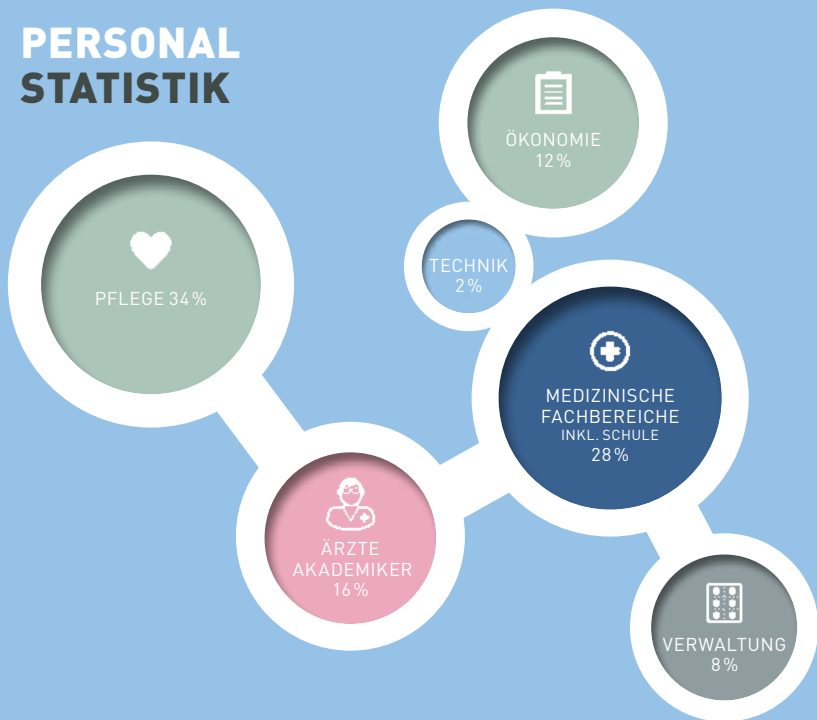 PERSONAL
STATISTIK
ÖKONOMIE
12%
TECHNIK
2%
PFLEGE 34%
MEDIZINISCHE
FACHBEREICHE
INKL. SCHULE
28%
ÄRZTE
AKADEMIKER
16%
VERWALTUNG
8%